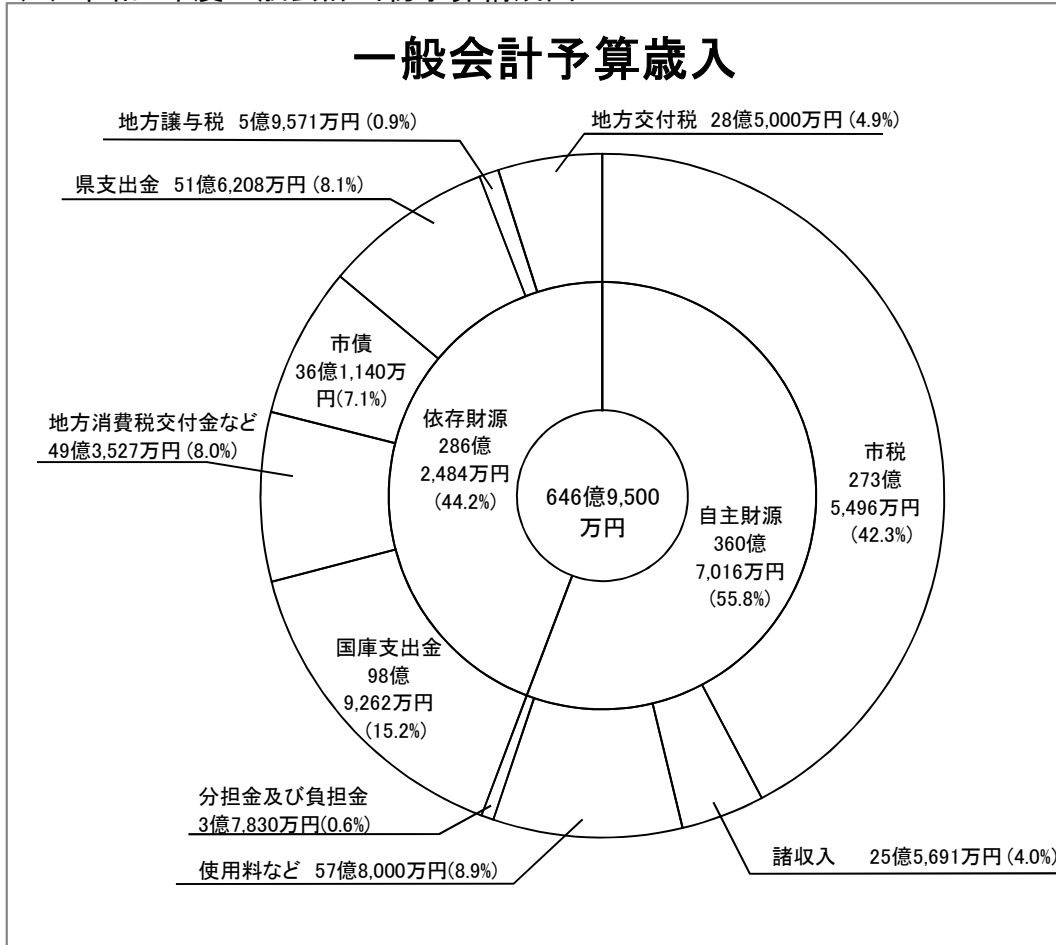 一般会計予算歳入
地方譲与税 5億9,571万円(0.9%)
地方交付税 28億5,000万円(4.9%)
県支出金 51億6,208万円(8.1%)
市債
36億1,140万
円(7.1%)
地方消費税交付金など
49億3,527万円(8.0%)
依存財源
286億
2,484万円
(44.2%)
646億9,500
万円
自主財源
360億
7,016万円
(55.8%)
市税
273億
5,496万円
(42.3%)
国庫支出金
98億
9,262万円
(15.2%)
分担金及び負担金
3億7,830万円(0.6%)
使用料など 57億8,000万円(8.9%)
諸収入 25億5,691万円(4.0%)